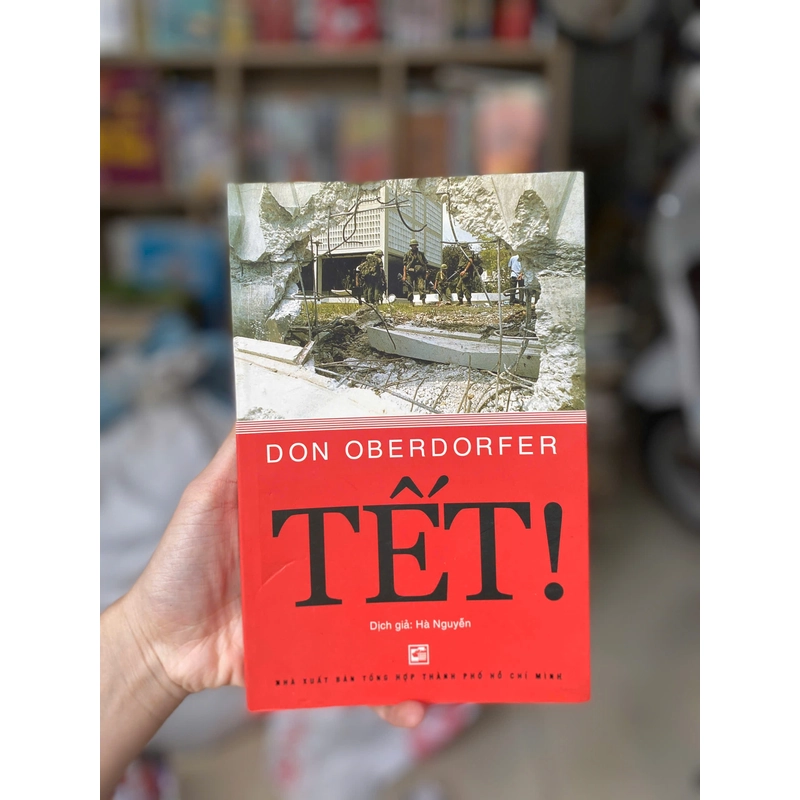 DON OBERDORFER
TẾT!
Dịch giả: Hà Nguyễn
NHÀ XUẤT BẢN TỔNG HỢP THÀNH PHỐ HỒ CHÍ MINH